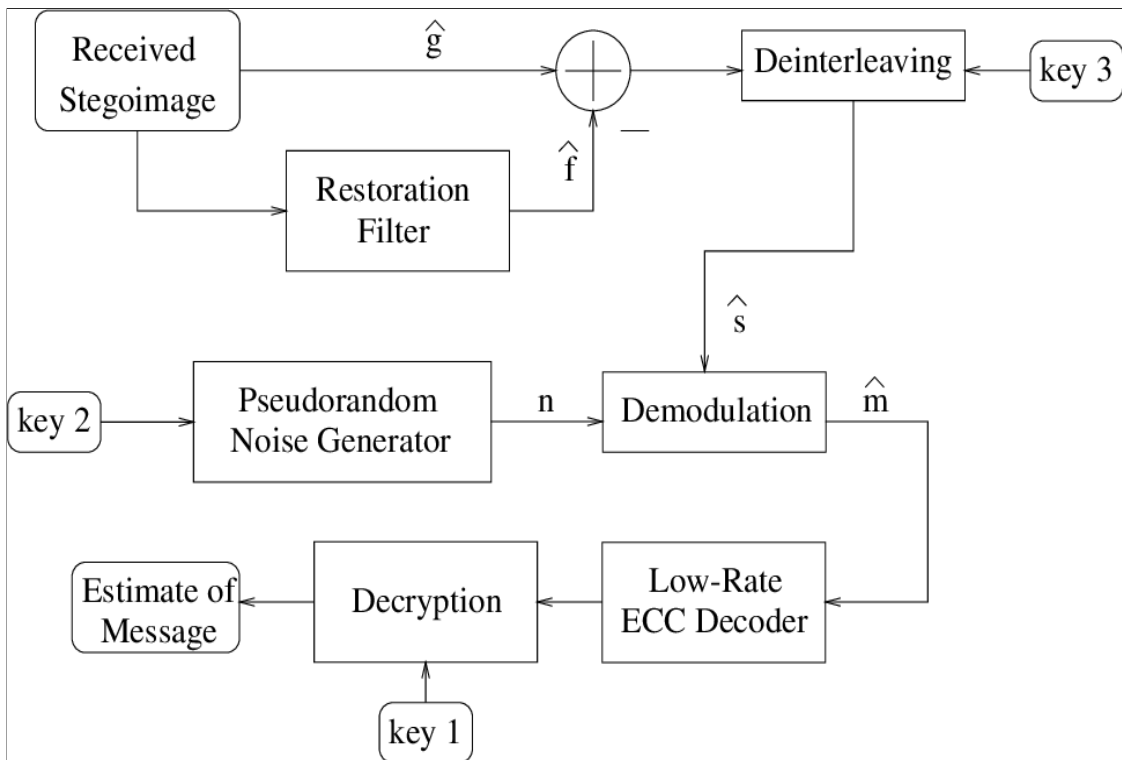 Received
Stegoimage
ĝ
Deinterleaving
key 3
—
f̂
Restoration
Filter
ŝ
key 2
Pseudorandom
Noise Generator
n
Demodulation
m̂
Estimate of
Message
Decryption
Low-Rate
ECC Decoder
key 1